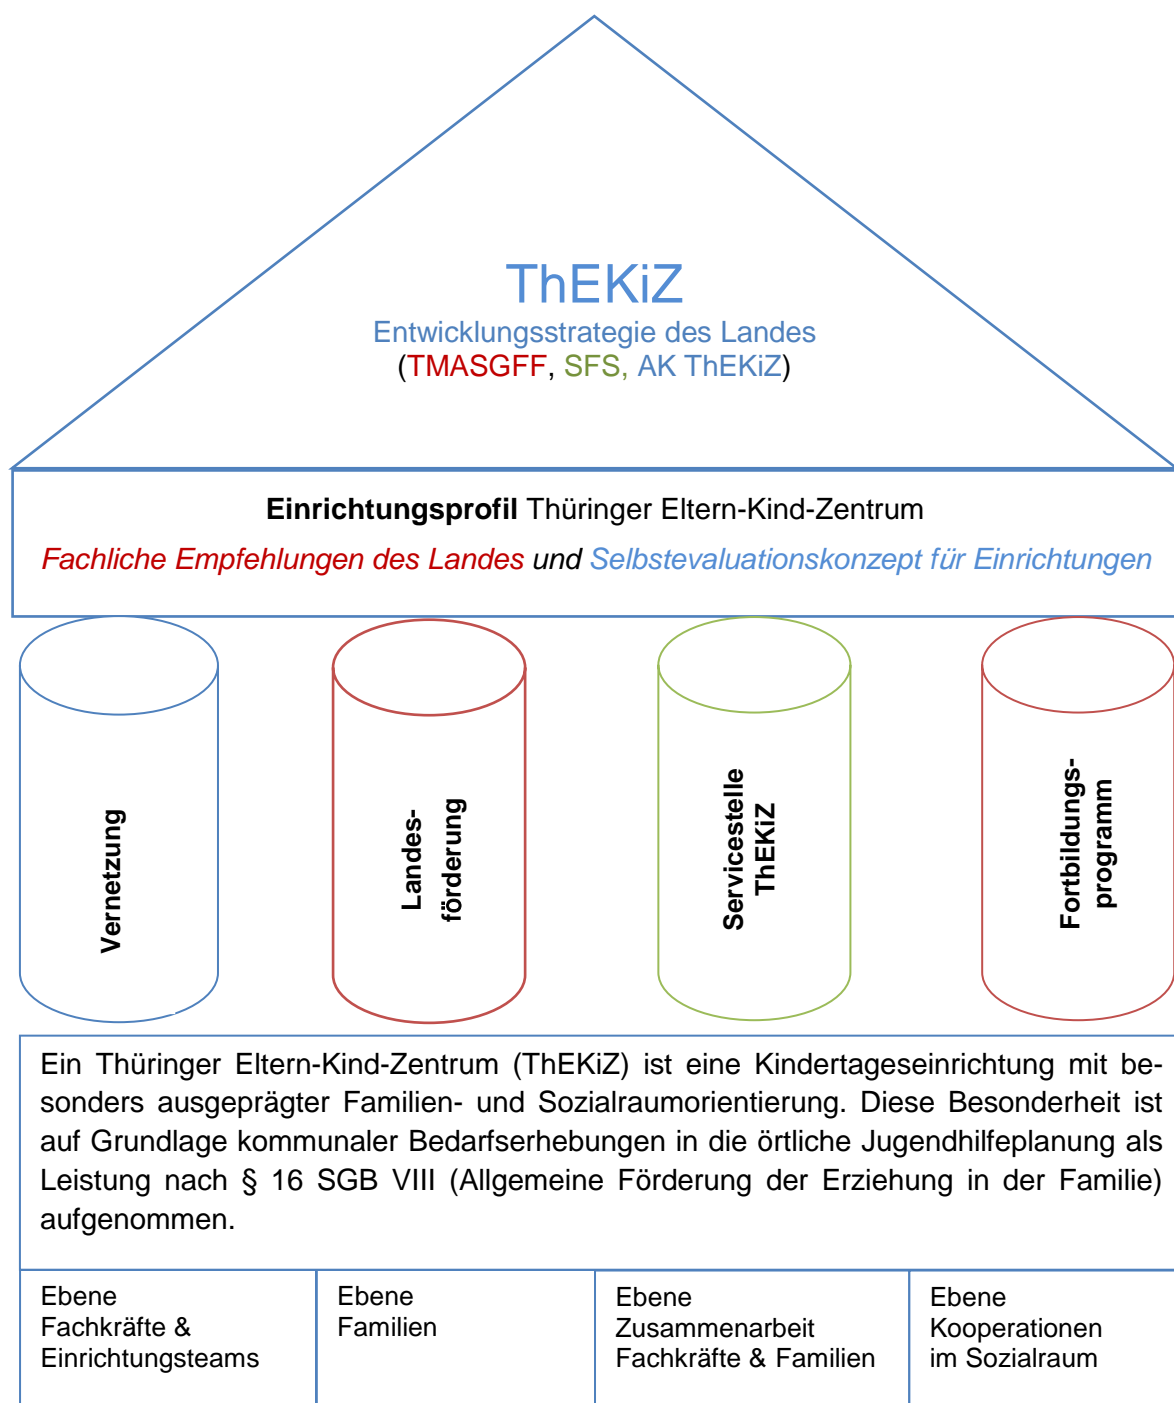 ThEKiZ
Entwicklungsstrategie des Landes
(TMASGFF, SFS, AK ThEKiZ)
Einrichtungsprofil Thüringer Eltern-Kind-Zentrum
Fachliche Empfehlungen des Landes und Selbstevaluationskonzept für Einrichtungen
Vernetzung
Landes-
förderung
Servicestelle
ThEKiZ
Fortbildungs-
programm
Ein Thüringer Eltern-Kind-Zentrum (ThEKiZ) ist eine Kindertageseinrichtung mit be-
sonders ausgeprägter Familien- und Sozialraumorientierung. Diese Besonderheit ist
auf Grundlage kommunaler Bedarfserhebungen in die örtliche Jugendhilfeplanung als
Leistung nach § 16 SGB VIII (Allgemeine Förderung der Erziehung in der Familie)
aufgenommen.
Ebene
Fachkräfte &
Einrichtungsteams
Ebene
Familien
Ebene
Zusammenarbeit
Fachkräfte & Familien
Ebene
Kooperationen
im Sozialraum